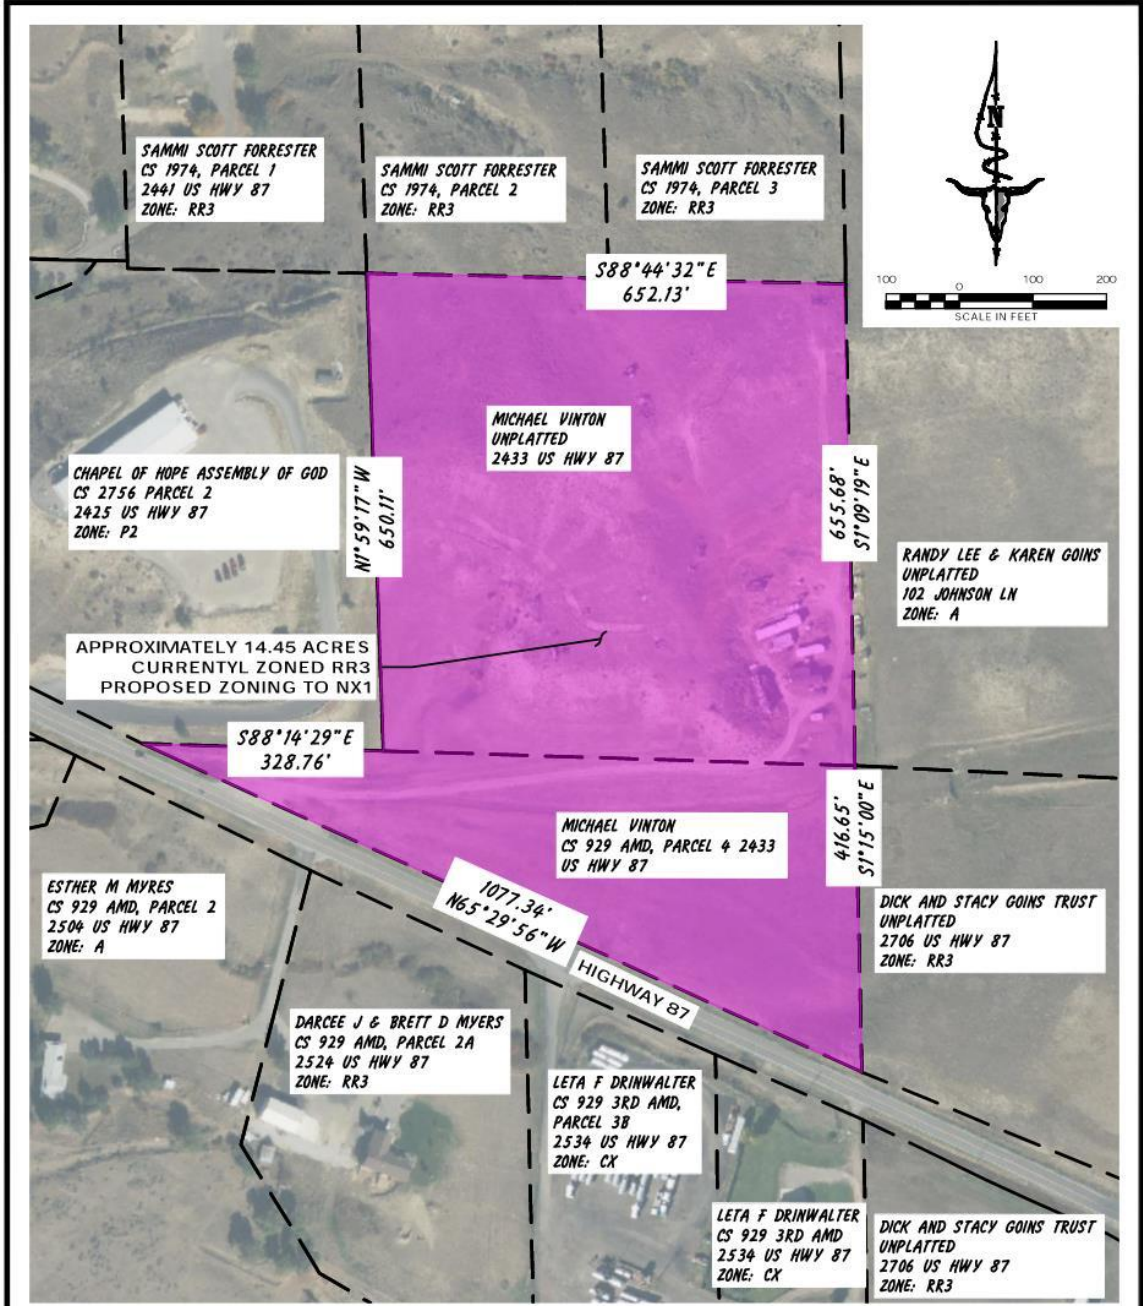 SAMMI SCOTT FORRESTER
CS 1974, PARCEL 1
2441 US HWY 87
ZONE: RR3
SAMMI SCOTT FORRESTER
CS 1974, PARCEL 2
ZONE: RR3
SAMMI SCOTT FORRESTER
CS 1974, PARCEL 3
ZONE: RR3
N
100 0 100 200
SCALE IN FEET
S88°44'32"E
652.13'
MICHAEL VINTON
UNPLATTED
2433 US HWY 87
CHAPEL OF HOPE ASSEMBLY OF GOD
CS 2756 PARCEL 2
2425 US HWY 87
ZONE: P2
N1°59'17"W
650.11'
655.68'
S1°09'19"E
RANDY LEE & KAREN GOINS
UNPLATTED
102 JOHNSON LN
ZONE: A
APPROXIMATELY 14.45 ACRES
CURRENTYL ZONED RR3
PROPOSED ZONING TO NX1
S88°14'29"E
328.76'
MICHAEL VINTON
CS 929 AMD, PARCEL 4 2433
US HWY 87
416.65'
S1°15'00"E
1077.34'
N65°29'56"W
HIGHWAY 87
ESTHER M MYRES
CS 929 AMD, PARCEL 2
2504 US HWY 87
ZONE: A
DICK AND STACY GOINS TRUST
UNPLATTED
2706 US HWY 87
ZONE: RR3
DARCEE J & BRETT D MYERS
CS 929 AMD, PARCEL 2A
2524 US HWY 87
ZONE: RR3
LETA F DRINWALTER
CS 929 3RD AMD,
PARCEL 3B
2534 US HWY 87
ZONE: CX
LETA F DRINWALTER
CS 929 3RD AMD
2534 US HWY 87
ZONE: CX
DICK AND STACY GOINS TRUST
UNPLATTED
2706 US HWY 87
ZONE: RR3